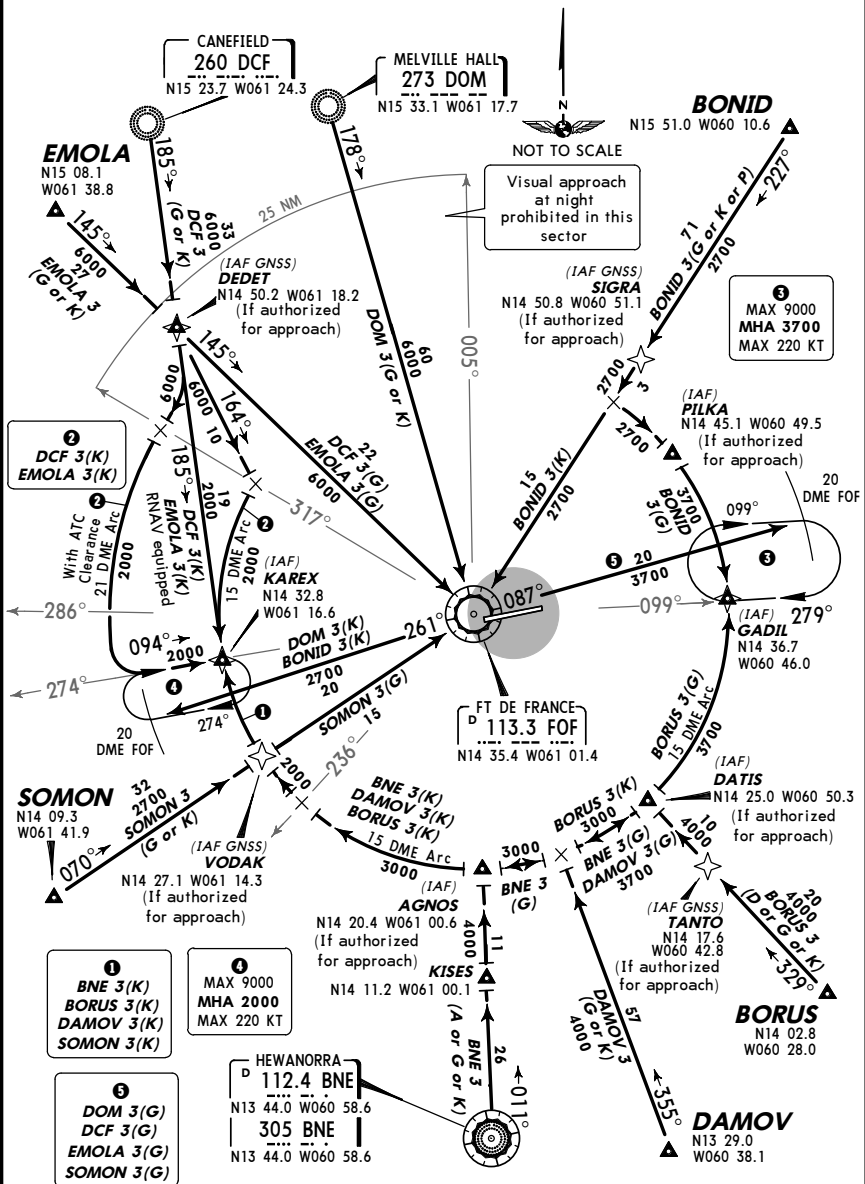 CANEFIELD
260 DCF
N15 23.7 W061 24.3
MELVILLE HALL
273 DOM
N15 33.1 W061 17.7
N
NOT TO SCALE
BONID
N15 51.0 W060 10.6
227°
71
BONID 3(G or K or P)
2700
Visual approach
at night
prohibited in this
sector
EMOLA
N15 08.1
W061 38.8
145°
6000
27
EMOLA 3
(G or K)
185°
33
6000
DCF 3
(G or K)
178°
25 NM
60
6000
DOM 3(G or K)
005°
(IAF GNSS)
DEDET
N14 50.2 W061 18.2
(If authorized
for approach)
(IAF GNSS)
SIGRA
N14 50.8 W060 51.1
(If authorized
for approach)
3
MAX 9000
MHA 3700
MAX 220 KT
2700
3
2700
(IAF)
PILKA
N14 45.1 W060 49.5
(If authorized
for approach)
145°
6000
6000
10
164°
22
DCF 3(G)
EMOLA 3(G)
6000
2
DCF 3(K)
EMOLA 3(K)
2
With ATC
Clearance
21 DME Arc
2000
185°
19
2000
DCF 3(K)
EMOLA 3(K)
RNAV equipped
317°
2
15 DME Arc
2000
15
BONID 3(K)
2700
3700
BONID
3(G)
20
DME FOF
099°
3
5
20
3700
087°
099°
279°
(IAF)
GADIL
N14 36.7
W060 46.0
(IAF)
KAREX
N14 32.8
W061 16.6
286°
094°
2000
274°
4
274°
20
DME FOF
DOM 3(K)
BONID 3(K)
2700
20
261°
1
SOMON 3(G)
15
236°
FT DE FRANCE
D 113.3 FOF
N14 35.4 W061 01.4
BORUS 3(G)
15 DME Arc
3700
SOMON
N14 09.3
W061 41.9
32
2700
SOMON 3
(G or K)
070°
(IAF GNSS)
VODAK
N14 27.1 W061 14.3
(If authorized
for approach)
2000
BNE 3(K)
DAMOV 3(K)
BORUS 3(K)
15 DME Arc
3000
3000
BNE 3
(G)
BORUS 3(K)
3000
BNE 3(G)
DAMOV 3(G)
3700
(IAF)
DATIS
N14 25.0 W060 50.3
(If authorized
for approach)
10
4000
(IAF GNSS)
TANTO
N14 17.6
W060 42.8
(If authorized
for approach)
20
4000
BORUS 3
(D or G or K)
329°
BORUS
N14 02.8
W060 28.0
(IAF)
AGNOS
N14 20.4 W061 00.6
(If authorized
for approach)
4000
11
KISES
N14 11.2 W061 00.1
BNE 3
(A or G or K)
26
011°
57
DAMOV 3
(G or K)
4000
355°
DAMOV
N13 29.0
W060 38.1
1
BNE 3(K)
BORUS 3(K)
DAMOV 3(K)
SOMON 3(K)
4
MAX 9000
MHA 2000
MAX 220 KT
5
DOM 3(G)
DCF 3(G)
EMOLA 3(G)
SOMON 3(G)
HEWANORRA
D 112.4 BNE
N13 44.0 W060 58.6
305 BNE
N13 44.0 W060 58.6